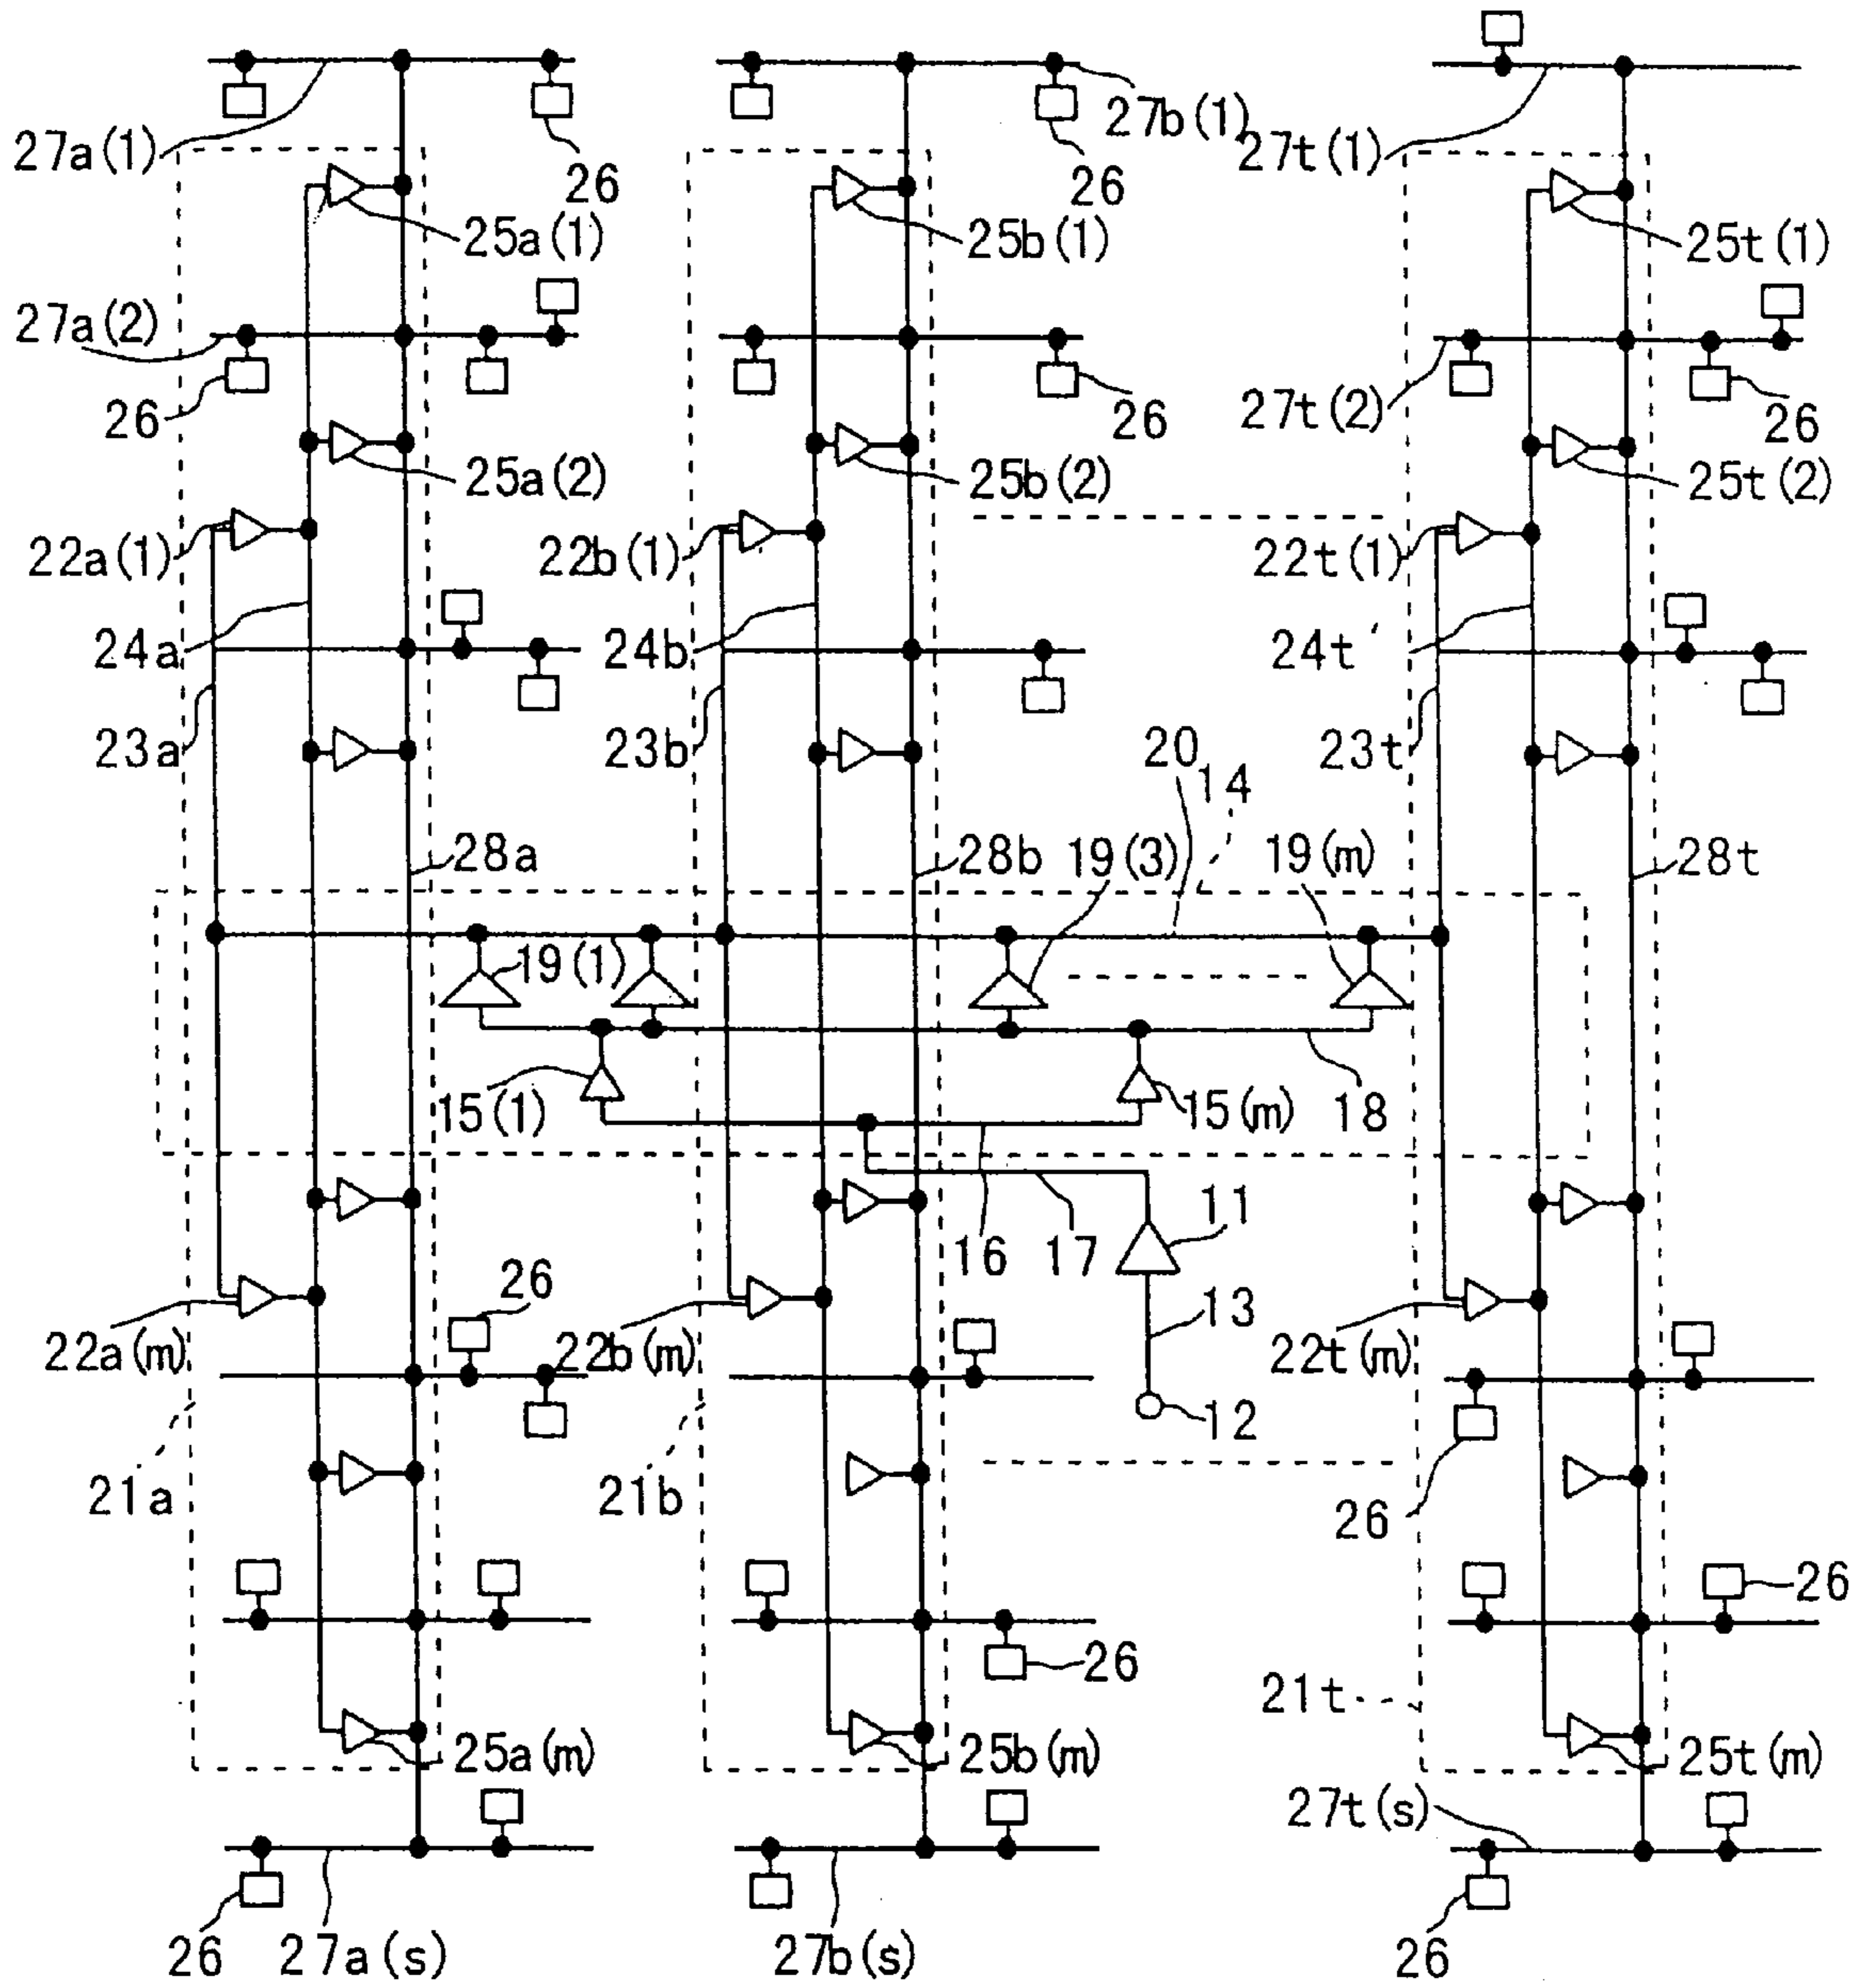 27a(1)
26
27b(1)
26
27t(1)
25a(1)
25b(1)
25t(1)
27a(2)
26
26
27t(2)
26
25a(2)
25b(2)
25t(2)
22a(1)
22b(1)
22t(1)
24a
24b
24t
23a
23b
20
14
23t
28a
28b
19(3)
19(m)
28t
19(1)
15(1)
15(m)
18
16
17
11
26
13
22a(m)
22b(m)
22t(m)
12
21a
21b
26
26
26
21t
25a(m)
25b(m)
25t(m)
27t(s)
26
27a(s)
27b(s)
26